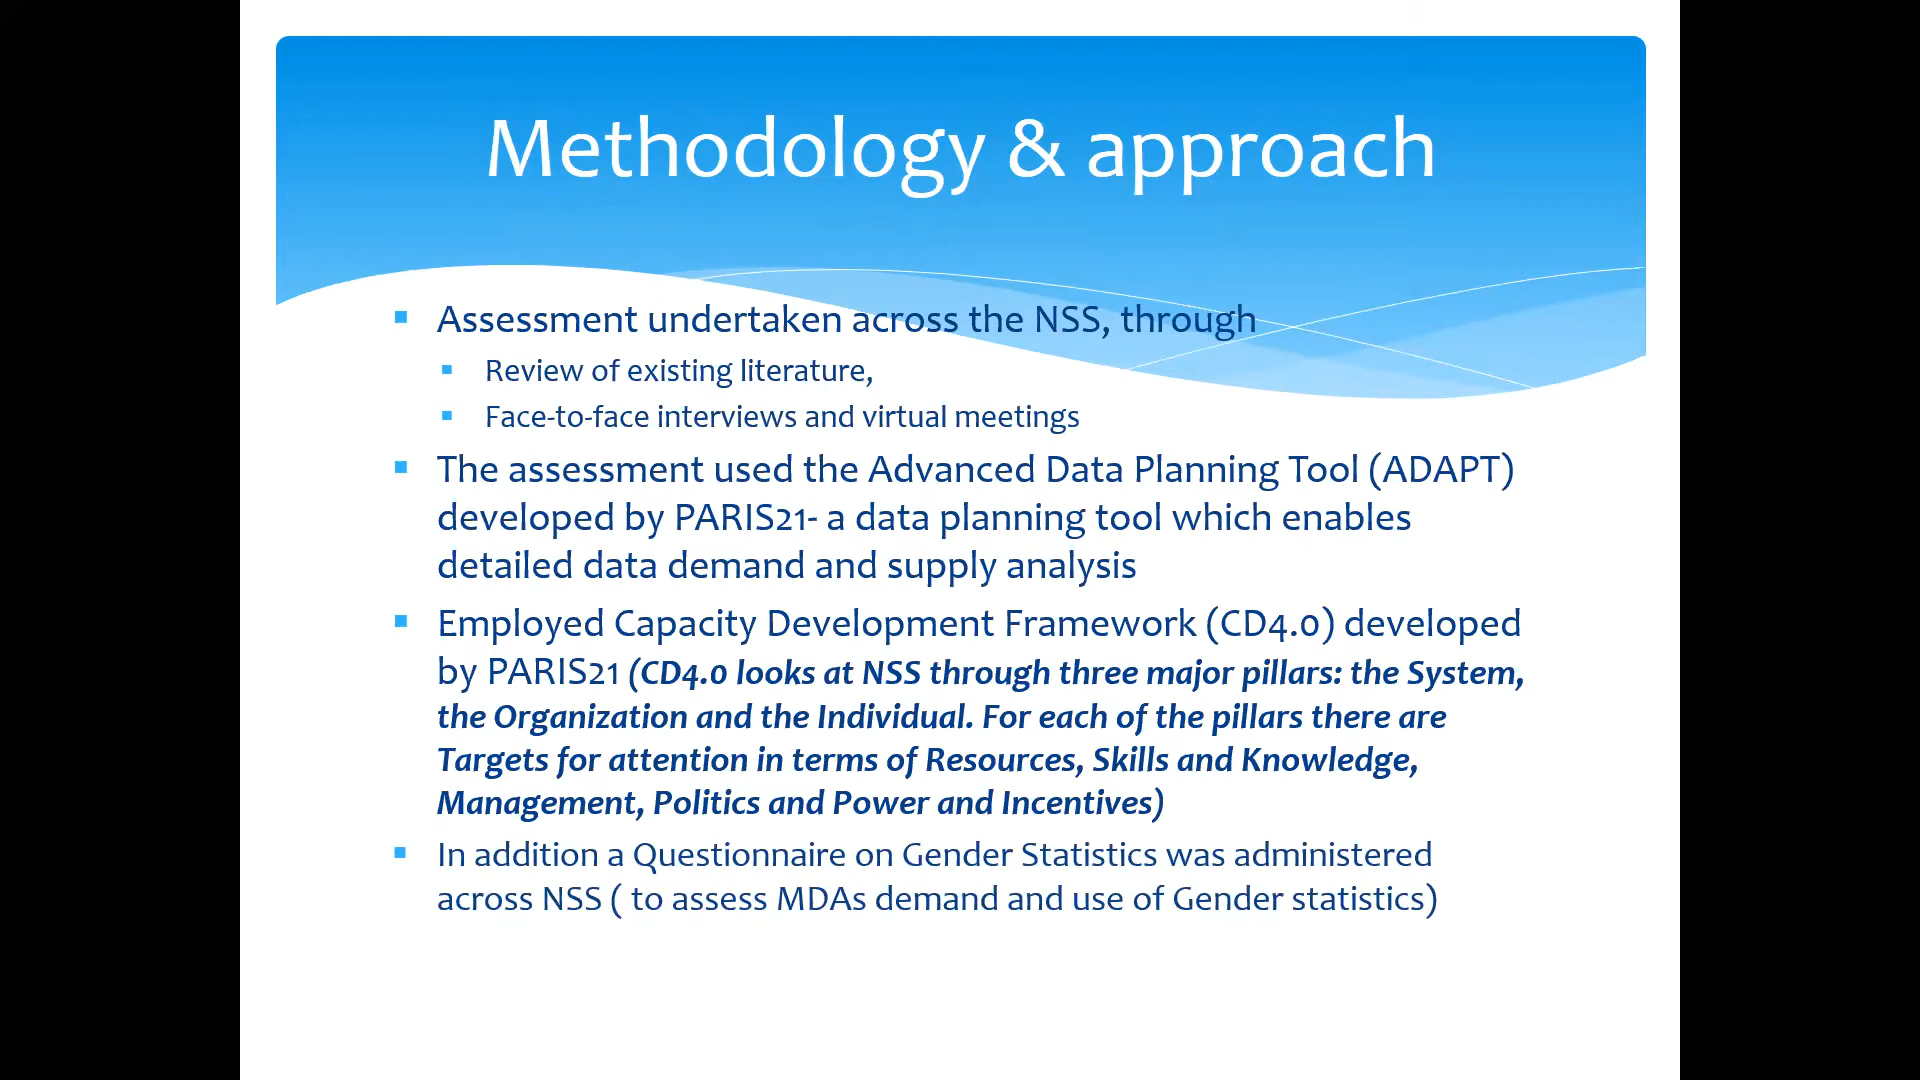 Methodology & approach
Assessment undertaken across the NSS, through
Review of existing literature,
Face-to-face interviews and virtual meetings
The assessment used the Advanced Data Planning Tool (ADAPT)
developed by PARIS21- a data planning tool which enables
detailed data demand and supply analysis
Employed Capacity Development Framework (CD4.0) developed
by PARIS21 (CD4.0 looks at NSS through three major pillars: the System,
the Organization and the Individual. For each of the pillars there are
Targets for attention in terms of Resources, Skills and Knowledge,
Management, Politics and Power and Incentives)
In addition a Questionnaire on Gender Statistics was administered
across NSS ( to assess MDAs demand and use of Gender statistics)